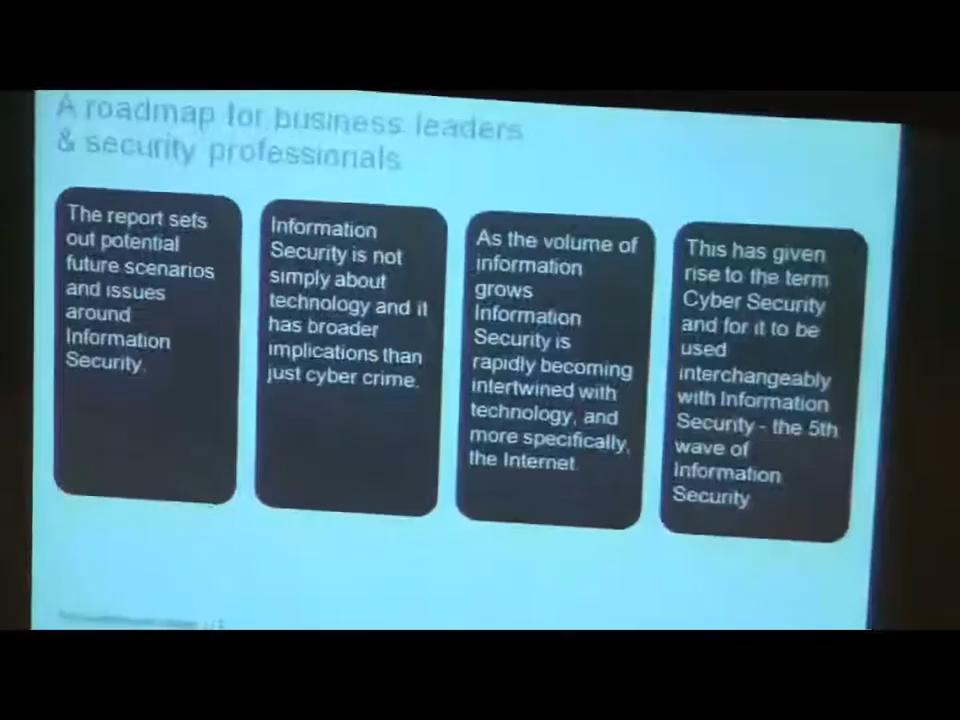 A roadmap for business leaders
& security professionals
The report sets
out potential
future scenarios
and issues
around
Information
Security.
Information
Security is not
simply about
technology and it
has broader
implications than
just cyber crime.
As the volume of
information
grows
Information
Security is
rapidly becoming
intertwined with
technology, and
more specifically,
the Internet.
This has given
rise to the term
Cyber Security
and for it to be
used
interchangeably
with Information
Security - the 5th
wave of
Information
Security